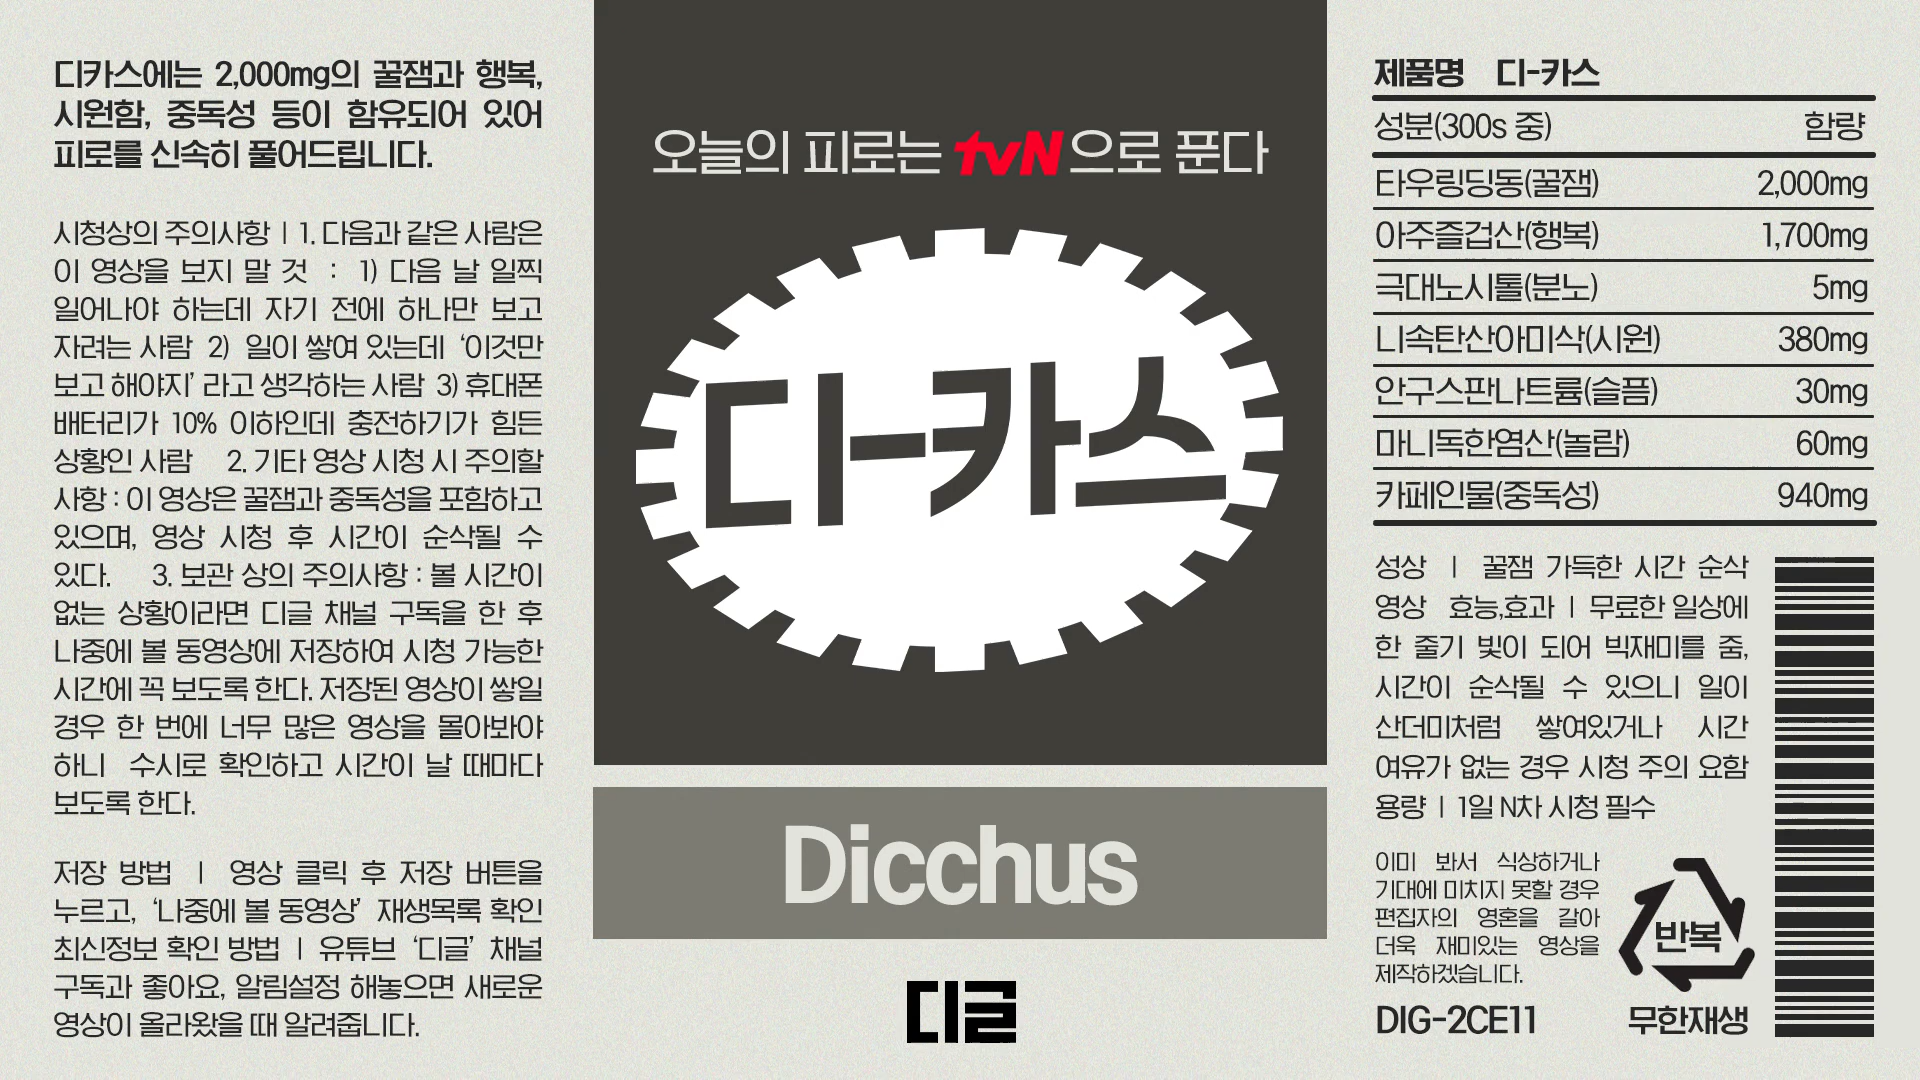 디카스에는 2,000mg의 꿀잼과 행복,
시원함, 중독성 등이 함유되어 있어
피로를 신속히 풀어드립니다.
시청상의 주의사항 | 1. 다음과 같은 사람은
이 영상을 보지 말 것 : 1) 다음 날 일찍
일어나야 하는데 자기 전에 하나만 보고
자려는 사람 2) 일이 쌓여 있는데 ‘이것만
보고 해야지’ 라고 생각하는 사람 3) 휴대폰
배터리가 10% 이하인데 충전하기가 힘든
상황인 사람 2. 기타 영상 시청 시 주의할
사항 : 이 영상은 꿀잼과 중독성을 포함하고
있으며, 영상 시청 후 시간이 순삭될 수
있다. 3. 보관 상의 주의사항 : 볼 시간이
없는 상황이라면 디글 채널 구독을 한 후
나중에 볼 동영상에 저장하여 시청 가능한
시간에 꼭 보도록 한다. 저장된 영상이 쌓일
경우 한 번에 너무 많은 영상을 몰아봐야
하니 수시로 확인하고 시간이 날 때마다
보도록 한다.
저장 방법 | 영상 클릭 후 저장 버튼을
누르고, ‘나중에 볼 동영상’ 재생목록 확인
최신정보 확인 방법 | 유튜브 ‘디글’ 채널
구독과 좋아요, 알림설정 해놓으면 새로운
영상이 올라왔을 때 알려줍니다.
오늘의 피로는 tvN으로 푼다
디-카스
Dicchus
디글
제품명 디-카스
성분(300s 중) 함량
타우링딩동(꿀잼) 2,000mg
아주즐겁산(행복) 1,700mg
극대노시톨(분노) 5mg
니속탄산아미삭(시원) 380mg
안구스판나트륨(슬픔) 30mg
마니독한염산(놀람) 60mg
카페인물(중독성) 940mg
성상 | 꿀잼 가득한 시간 순삭
영상 효능,효과 | 무료한 일상에
한 줄기 빛이 되어 빅재미를 줌,
시간이 순삭될 수 있으니 일이
산더미처럼 쌓여있거나 시간
여유가 없는 경우 시청 주의 요함
용량 | 1일 N차 시청 필수
이미 봐서 식상하거나
기대에 미치지 못할 경우
편집자의 영혼을 갈아
더욱 재미있는 영상을
제작하겠습니다.
DIG-2CE11
반복
무한재생